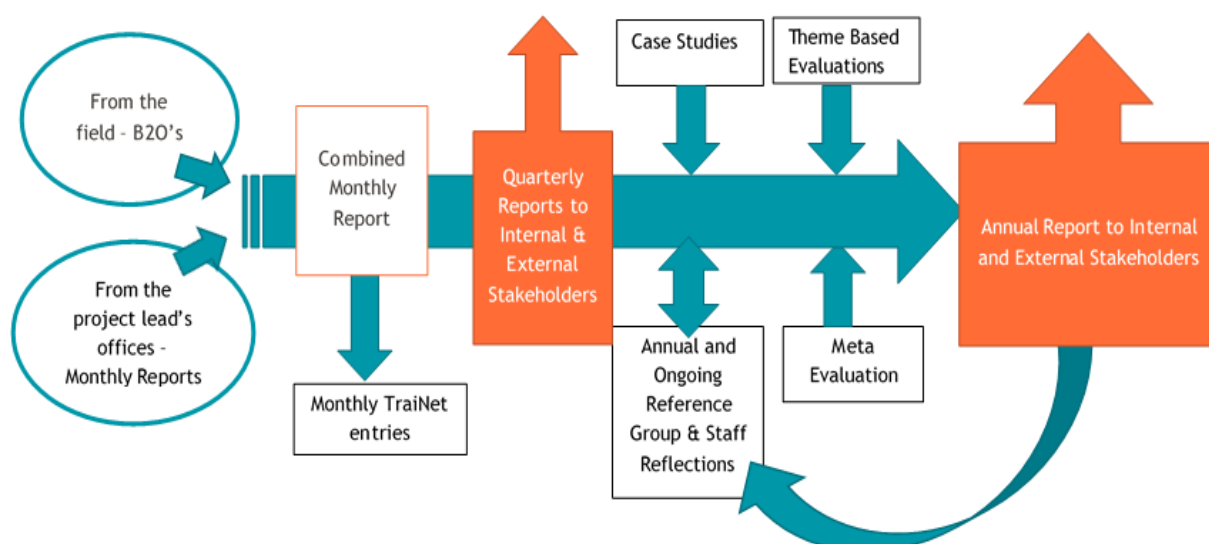 From the
field - B2O's
From the
project lead's
offices -
Monthly Reports
Combined
Monthly
Report
Monthly TraiNet
entries
Quarterly
Reports to
Internal &
External
Stakeholders
Case Studies
Theme Based
Evaluations
Annual and
Ongoing
Reference
Group & Staff
Reflections
Meta
Evaluation
Annual Report to Internal
and External Stakeholders